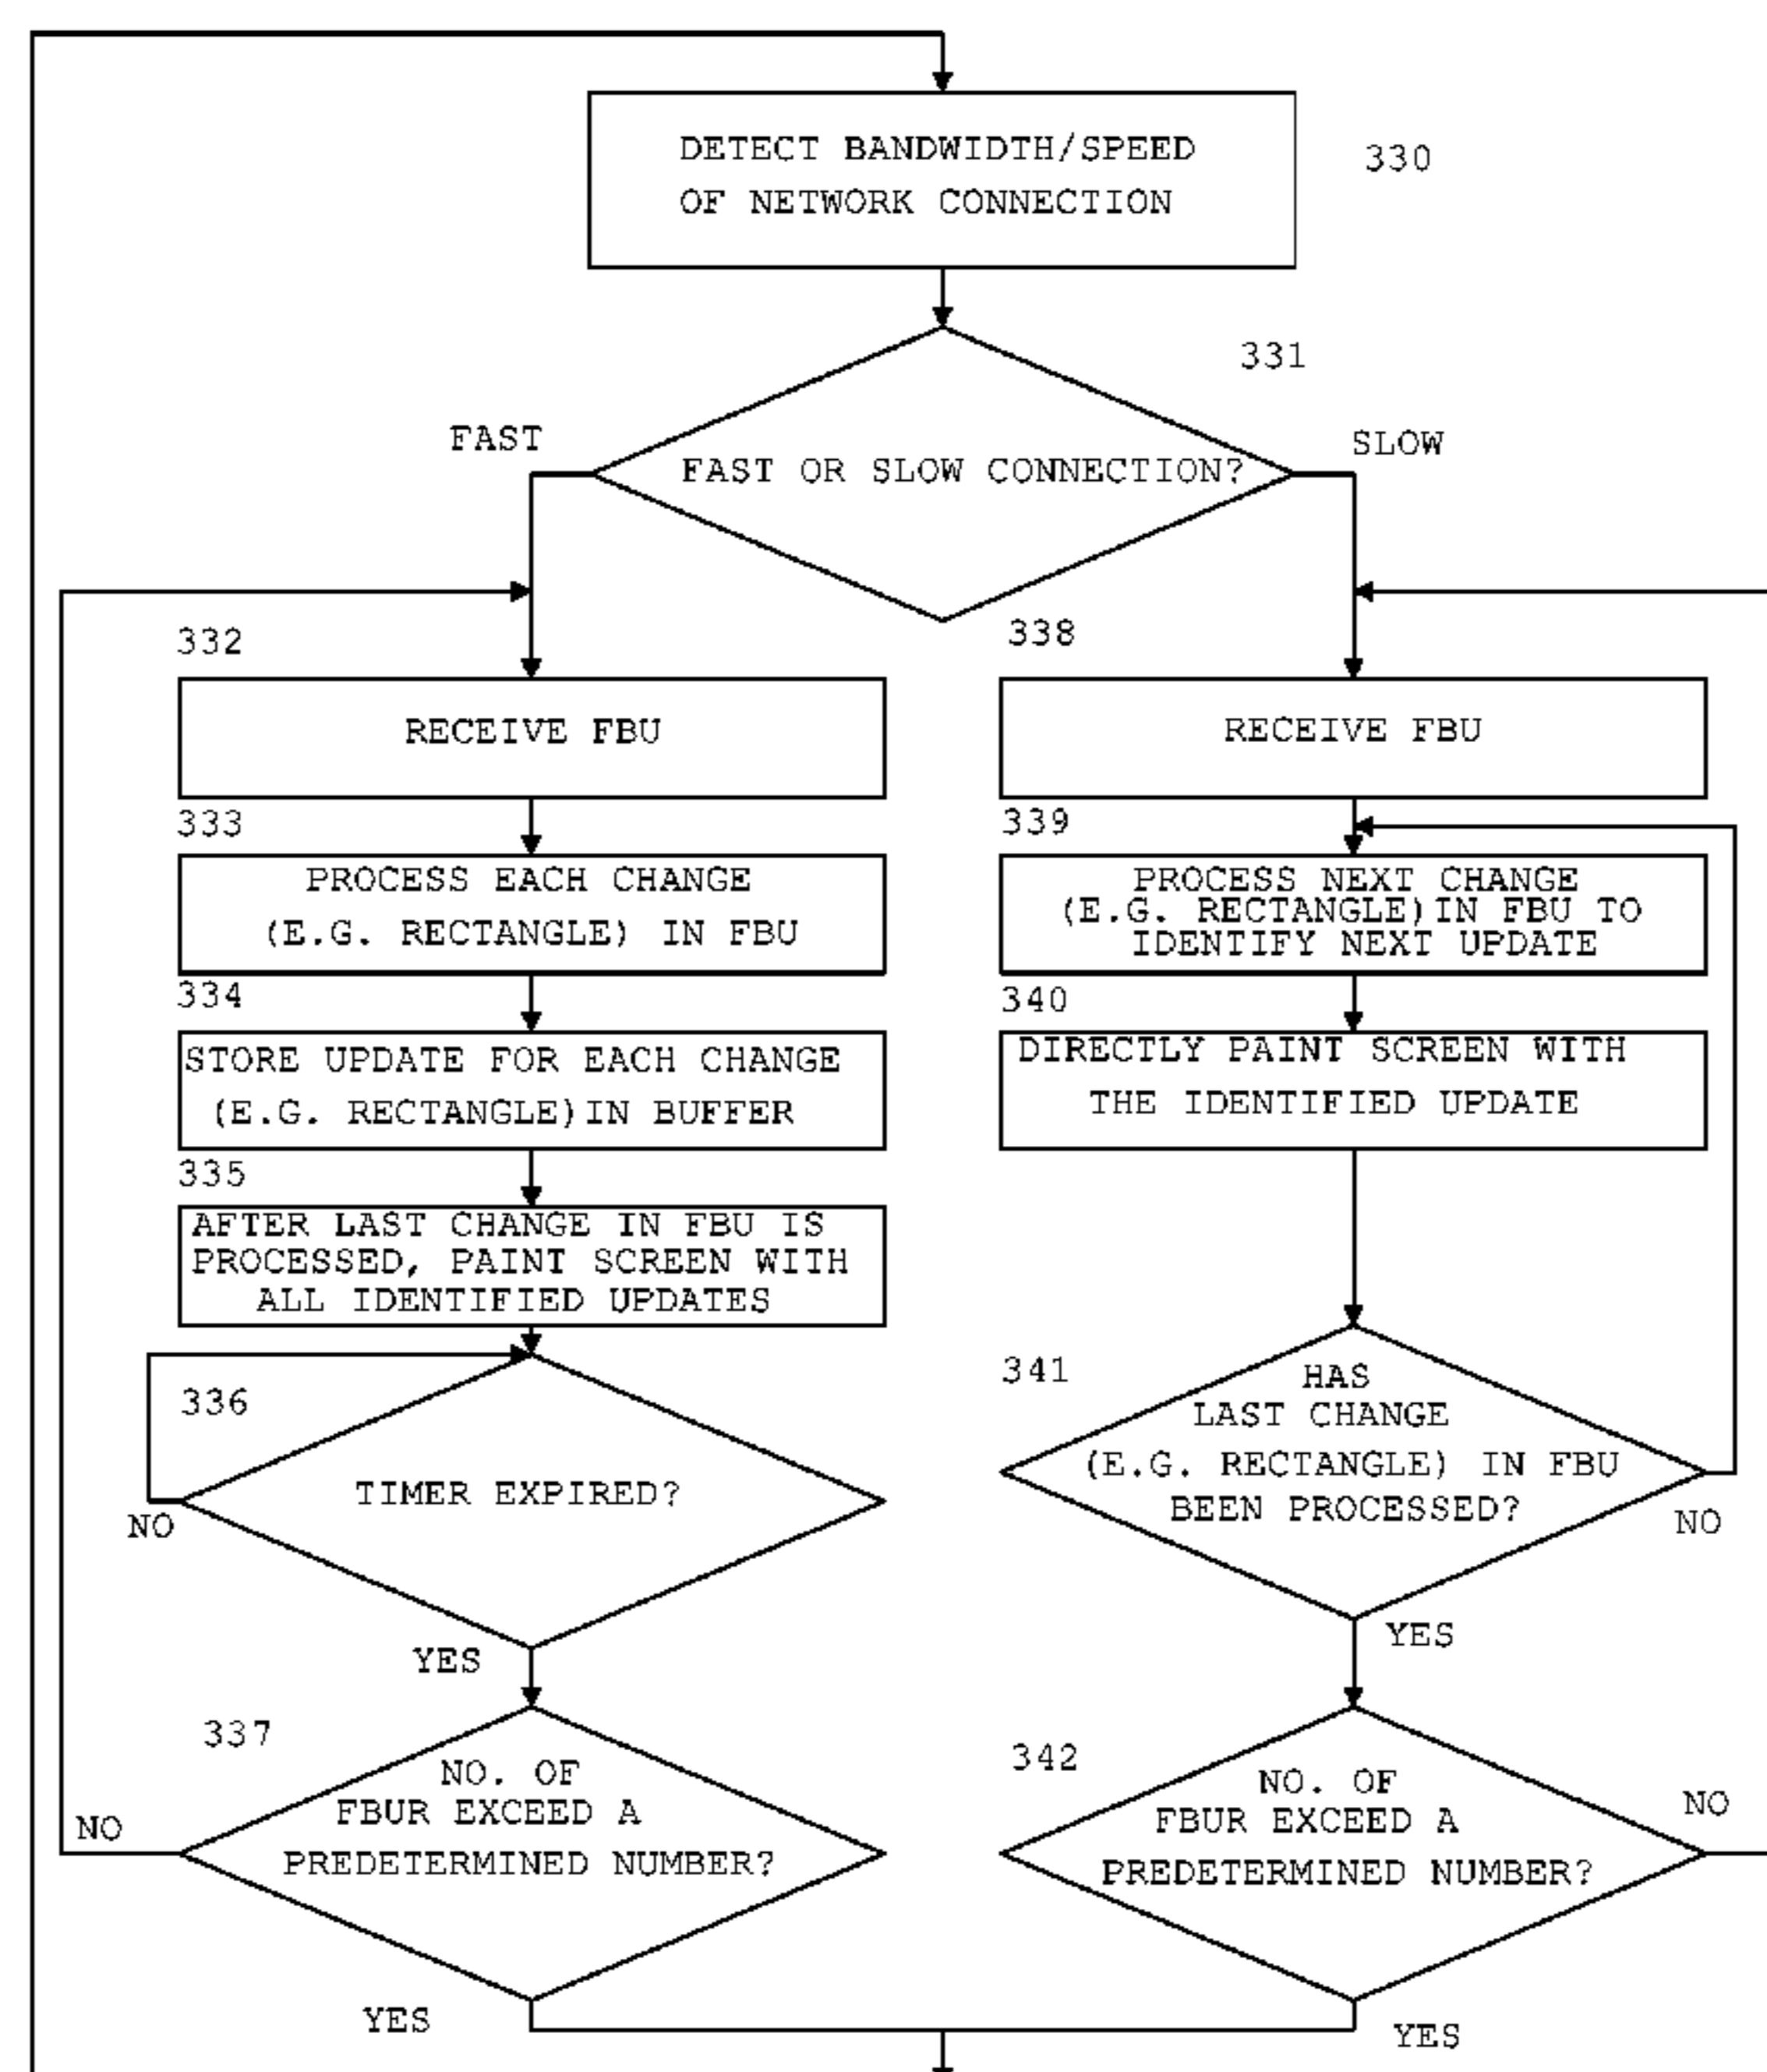 DETECT BANDWIDTH/SPEED
OF NETWORK CONNECTION
330
331
FAST
SLOW
FAST OR SLOW CONNECTION?
332
RECEIVE FBU
333
PROCESS EACH CHANGE
(E.G. RECTANGLE) IN FBU
334
STORE UPDATE FOR EACH CHANGE
(E.G. RECTANGLE) IN BUFFER
335
AFTER LAST CHANGE IN FBU IS
PROCESSED, PAINT SCREEN WITH
ALL IDENTIFIED UPDATES
336
TIMER EXPIRED?
NO
YES
337
NO. OF
FBUR EXCEED A
PREDETERMINED NUMBER?
NO
YES
338
RECEIVE FBU
339
PROCESS NEXT CHANGE
(E.G. RECTANGLE) IN FBU TO
IDENTIFY NEXT UPDATE
340
DIRECTLY PAINT SCREEN WITH
THE IDENTIFIED UPDATE
341
HAS
LAST CHANGE
(E.G. RECTANGLE) IN FBU
BEEN PROCESSED?
NO
YES
342
NO. OF
FBUR EXCEED A
PREDETERMINED NUMBER?
NO
YES